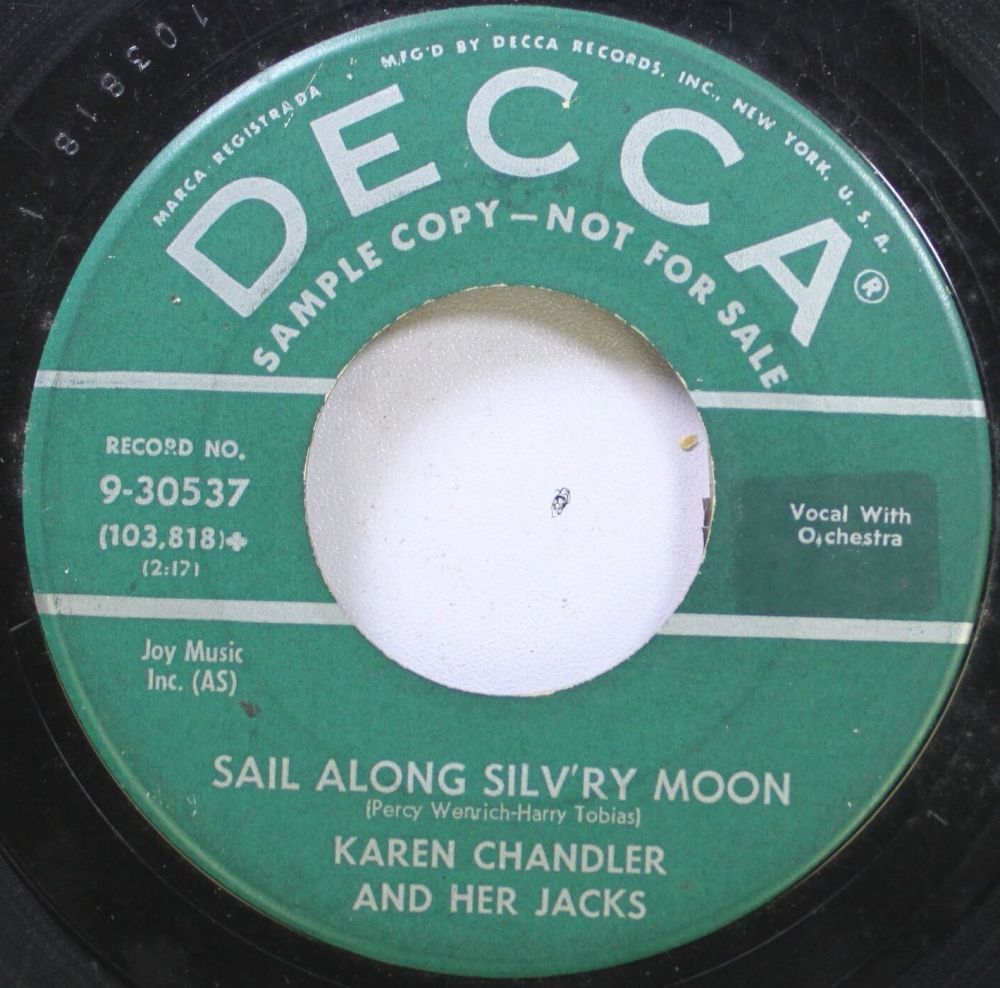 MARCA REGISTRADA • MFG'D BY DECCA RECORDS, INC., NEW YORK, U. S. A.
DECCA ®
SAMPLE COPY—NOT FOR SALE
RECORD NO.
9-30537
(103,818)✚
(2:17)
Vocal With
Orchestra
Joy Music
Inc. (AS)
SAIL ALONG SILV'RY MOON
(Percy Wenrich-Harry Tobias)
KAREN CHANDLER
AND HER JACKS
103818